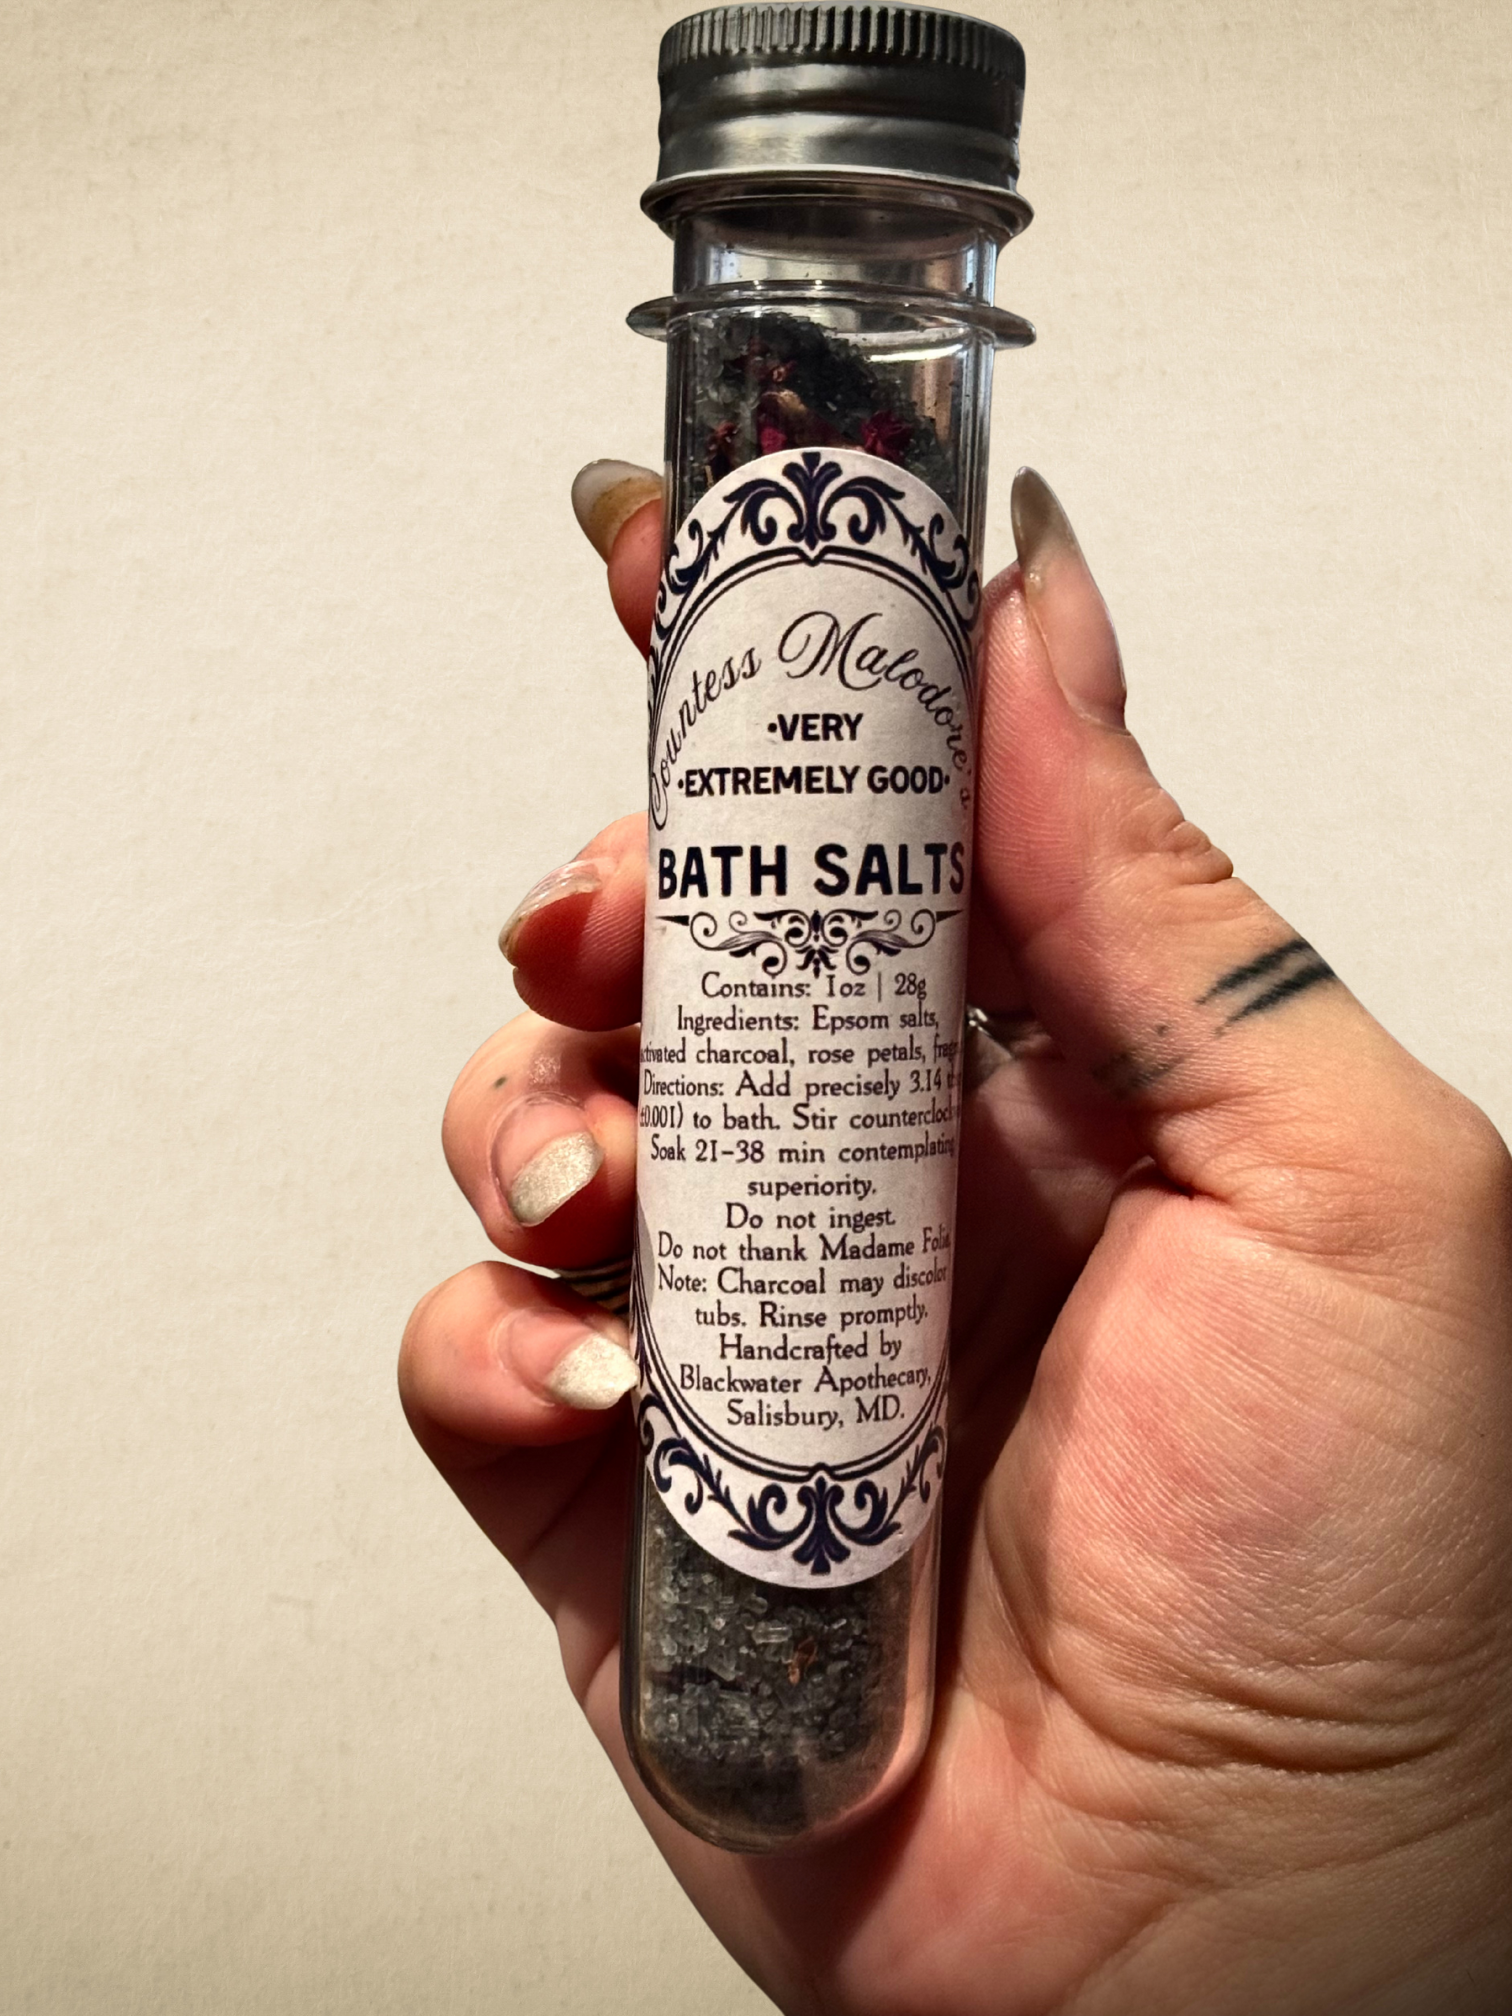 Countess Malodore's
•VERY
•EXTREMELY GOOD•
BATH SALTS
Contains: 1oz | 28g
Ingredients: Epsom salts,
charcoal, rose petals,
Directions: Add precisely 3.14
to bath. Stir
Soak 21–38 min contemplating
superiority.
Do not ingest.
Do not thank Madame
Note: Charcoal may discolor
tubs. Rinse promptly.
Handcrafted by
Blackwater Apothecary,
Salisbury, MD.